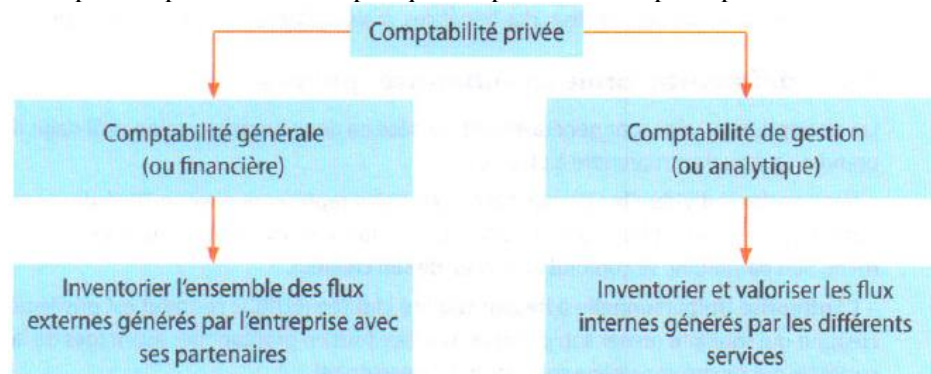 Comptabilité privée
Comptabilité générale
(ou financière)
Comptabilité de gestion
(ou analytique)
Inventorier l'ensemble des flux
externes générés par l'entreprise avec
ses partenaires
Inventorier et valoriser les flux
internes générés par les différents
services